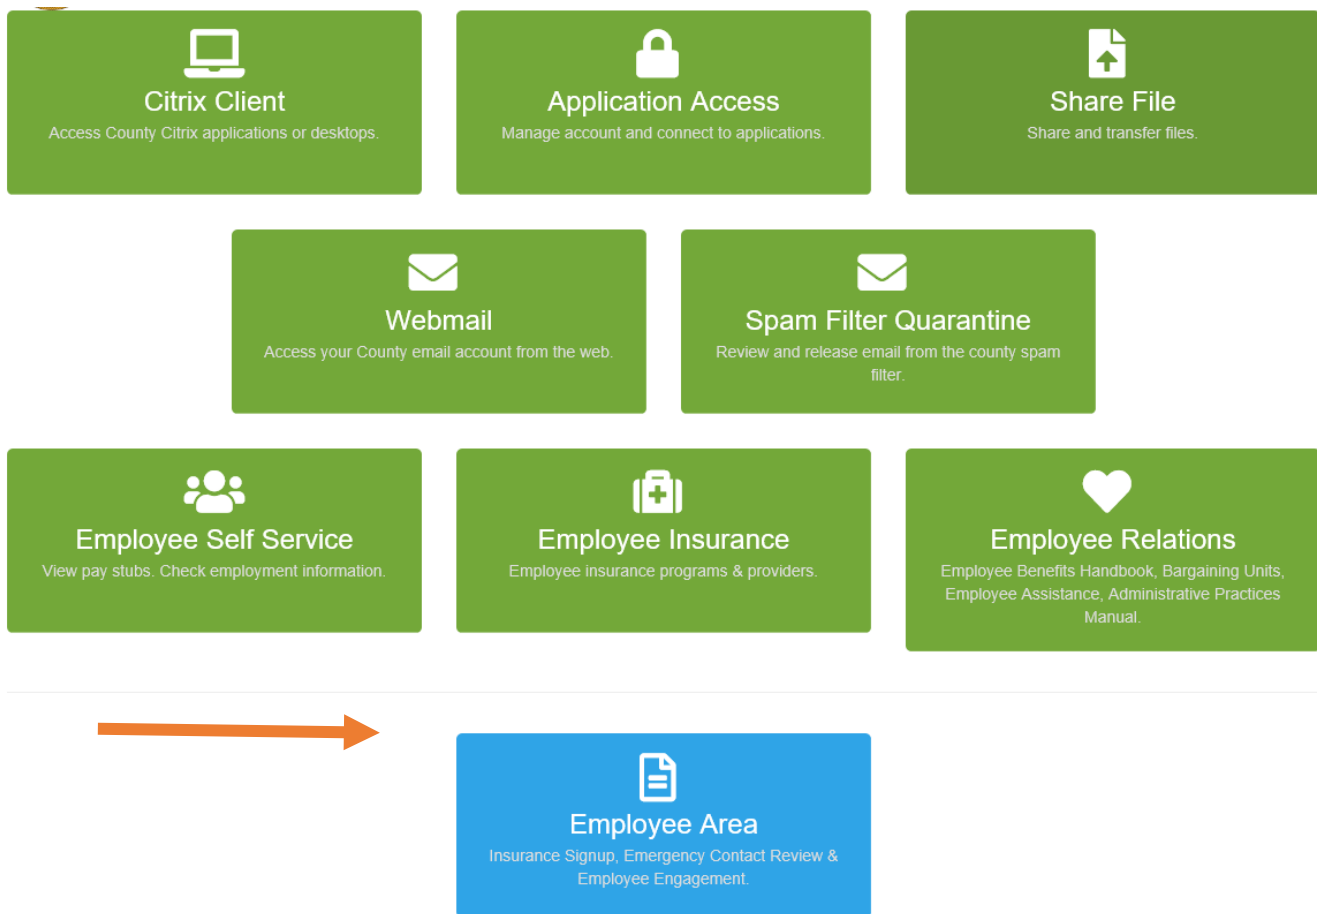 Citrix Client
Access County Citrix applications or desktops.
Application Access
Manage account and connect to applications.
Share File
Share and transfer files.
Webmail
Access your County email account from the web.
Spam Filter Quarantine
Review and release email from the county spam
filter.
Employee Self Service
View pay stubs. Check employment information.
Employee Insurance
Employee insurance programs & providers.
Employee Relations
Employee Benefits Handbook, Bargaining Units,
Employee Assistance, Administrative Practices
Manual.
Employee Area
Insurance Signup, Emergency Contact Review &
Employee Engagement.